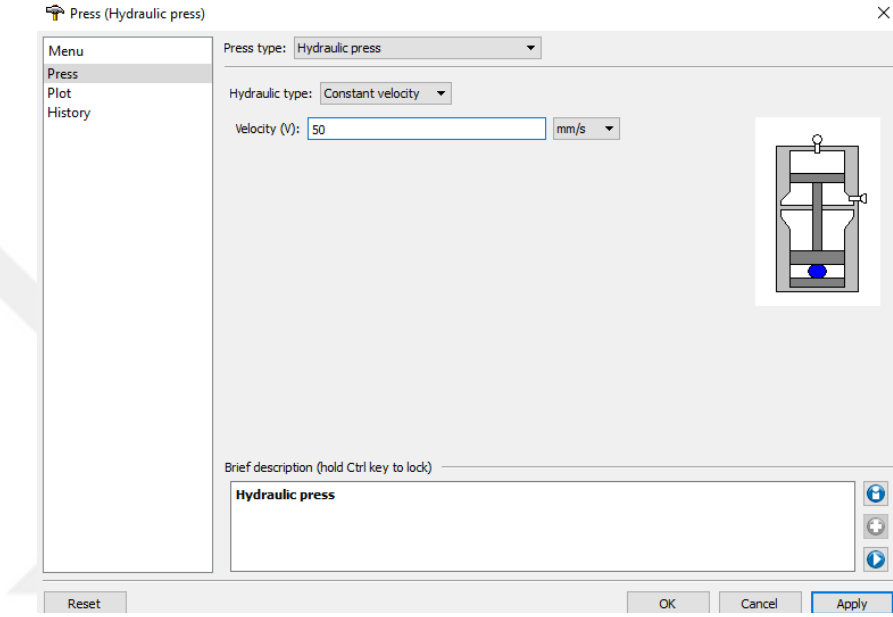 Press (Hydraulic press)
Menu
Press
Plot
History
Press type: Hydraulic press
Hydraulic type: Constant velocity
Velocity (V): 50 mm/s
Brief description (hold Ctrl key to lock)
Hydraulic press
Reset OK Cancel Apply